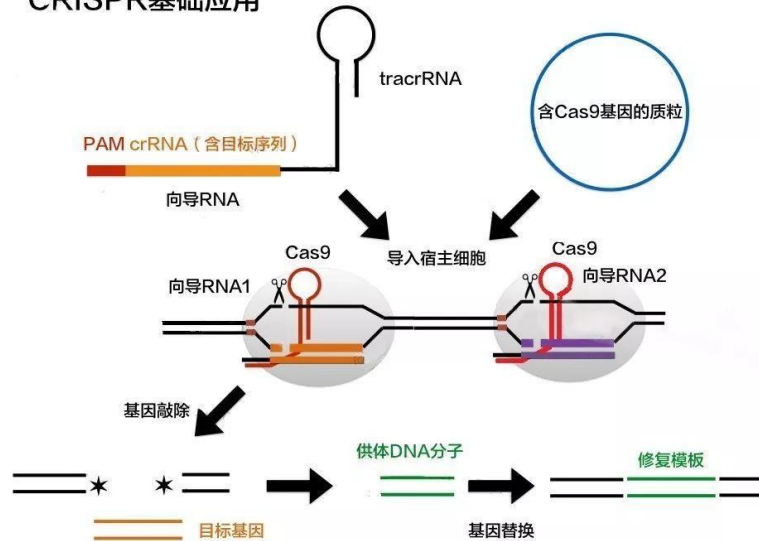 CRISPR基础应用
tracrRNA
含Cas9基因的质粒
PAM crRNA（含目标序列）
向导RNA
Cas9
导入宿主细胞
Cas9
向导RNA1
向导RNA2
基因敲除
供体DNA分子
修复模板
目标基因
基因替换